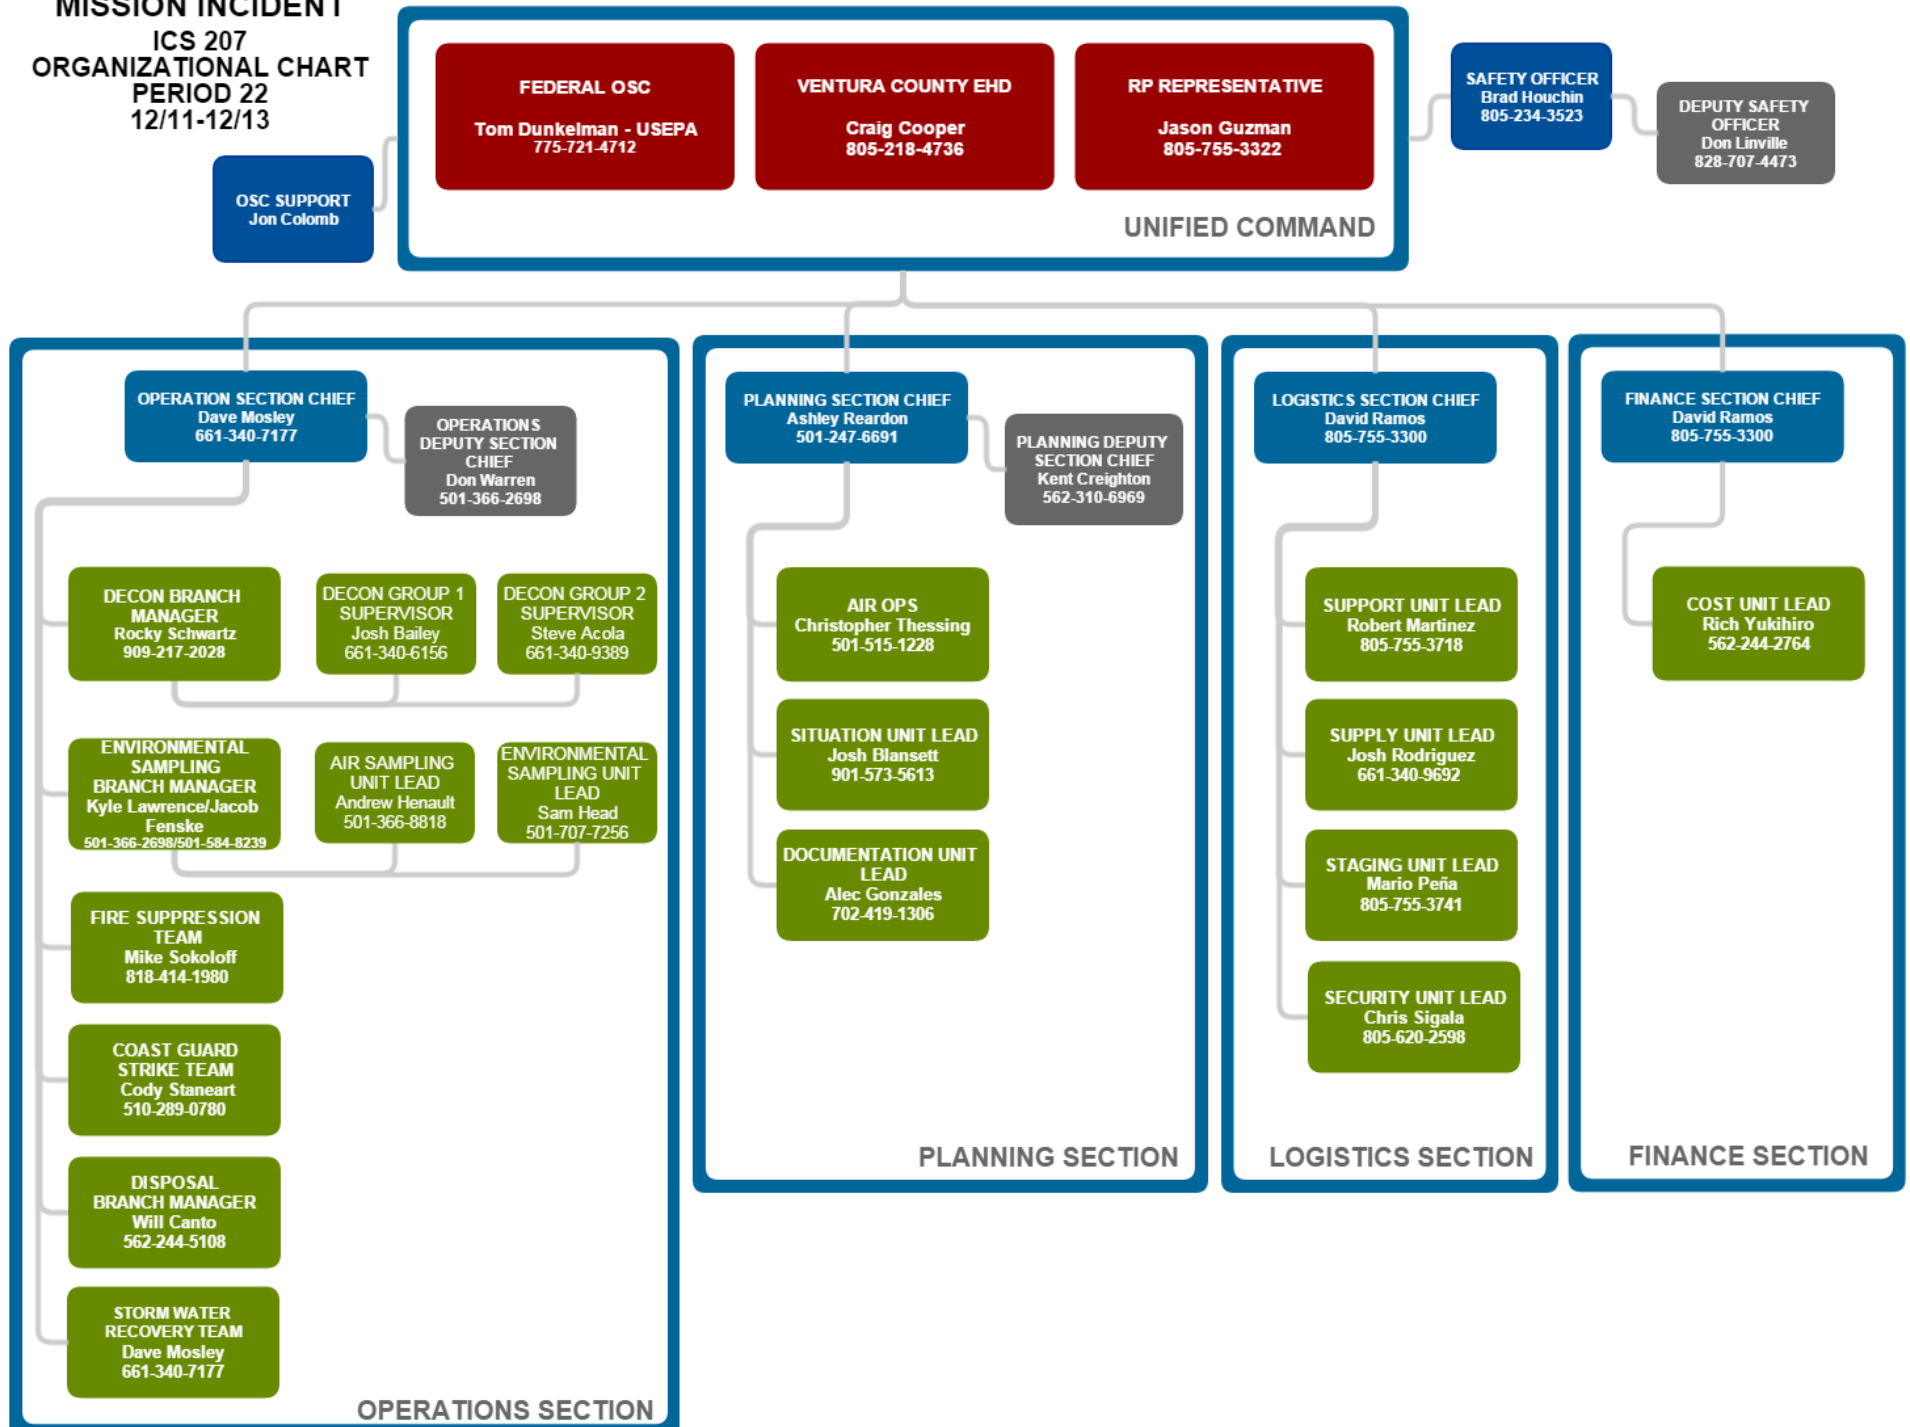 MISSION INCIDENT
ICS 207
ORGANIZATIONAL CHART
PERIOD 22
12/11-12/13
OSC SUPPORT
Jon Colomb
FEDERAL OSC
Tom Dunkelman - USEPA
775-721-4712
VENTURA COUNTY EHD
Craig Cooper
805-218-4736
RP REPRESENTATIVE
Jason Guzman
805-755-3322
UNIFIED COMMAND
SAFETY OFFICER
Brad Houchin
805-234-3523
DEPUTY SAFETY
OFFICER
Don Linville
828-707-4473
OPERATION SECTION CHIEF
Dave Mosley
661-340-7177
OPERATIONS
DEPUTY SECTION
CHIEF
Don Warren
501-366-2698
DECON BRANCH
MANAGER
Rocky Schwartz
909-217-2028
DECON GROUP 1
SUPERVISOR
Josh Bailey
661-340-6156
DECON GROUP 2
SUPERVISOR
Steve Acola
661-340-9389
ENVIRONMENTAL
SAMPLING
BRANCH MANAGER
Kyle Lawrence/Jacob
Fenske
501-366-2698/501-584-8239
AIR SAMPLING
UNIT LEAD
Andrew Henault
501-366-8818
ENVIRONMENTAL
SAMPLING UNIT
LEAD
Sam Head
501-707-7256
FIRE SUPPRESSION
TEAM
Mike Sokoloff
818-414-1980
COAST GUARD
STRIKE TEAM
Cody Staneart
510-289-0780
DISPOSAL
BRANCH MANAGER
Will Canto
562-244-5108
STORM WATER
RECOVERY TEAM
Dave Mosley
661-340-7177
OPERATIONS SECTION
PLANNING SECTION CHIEF
Ashley Reardon
501-247-6691
PLANNING DEPUTY
SECTION CHIEF
Kent Creighton
562-310-6969
AIR OPS
Christopher Thessing
501-515-1228
SITUATION UNIT LEAD
Josh Blansett
901-573-5613
DOCUMENTATION UNIT
LEAD
Alec Gonzales
702-419-1306
PLANNING SECTION
LOGISTICS SECTION CHIEF
David Ramos
805-755-3300
SUPPORT UNIT LEAD
Robert Martinez
805-755-3718
SUPPLY UNIT LEAD
Josh Rodriguez
661-340-9692
STAGING UNIT LEAD
Mario Peña
805-755-3741
SECURITY UNIT LEAD
Chris Sigala
805-620-2598
LOGISTICS SECTION
FINANCE SECTION CHIEF
David Ramos
805-755-3300
COST UNIT LEAD
Rich Yukihiro
562-244-2764
FINANCE SECTION